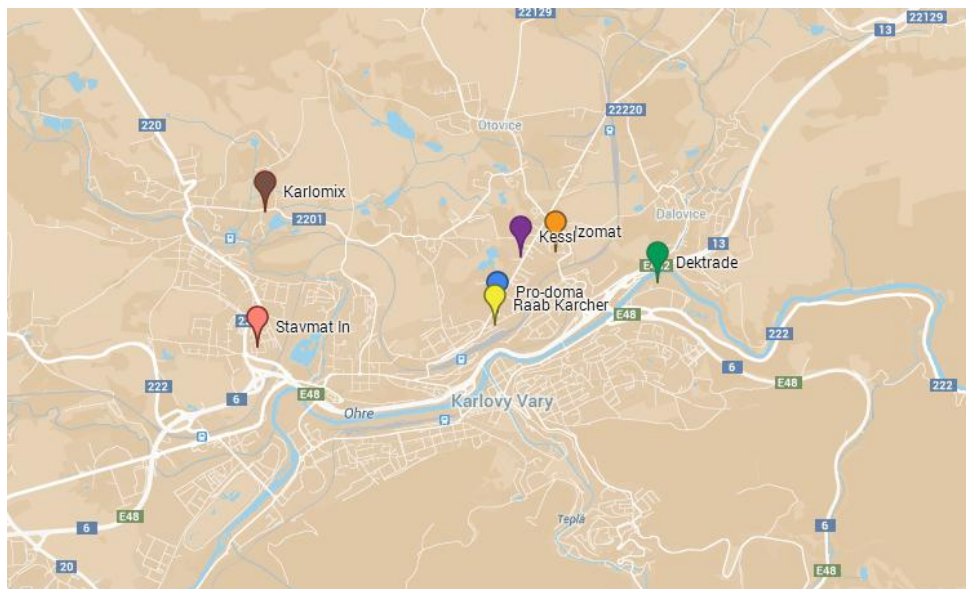 22129
22129
13
22220
220
Otovice
Karlomix
2201
Dalovice
Izomat
Kessl
13
Dektrade
Pro-doma
Raab Karcher
E48
Stavmat In
222
6
E48
222
E48
6
222
Karlovy Vary
Ohre
E48
6
Teplá
6
20
E48